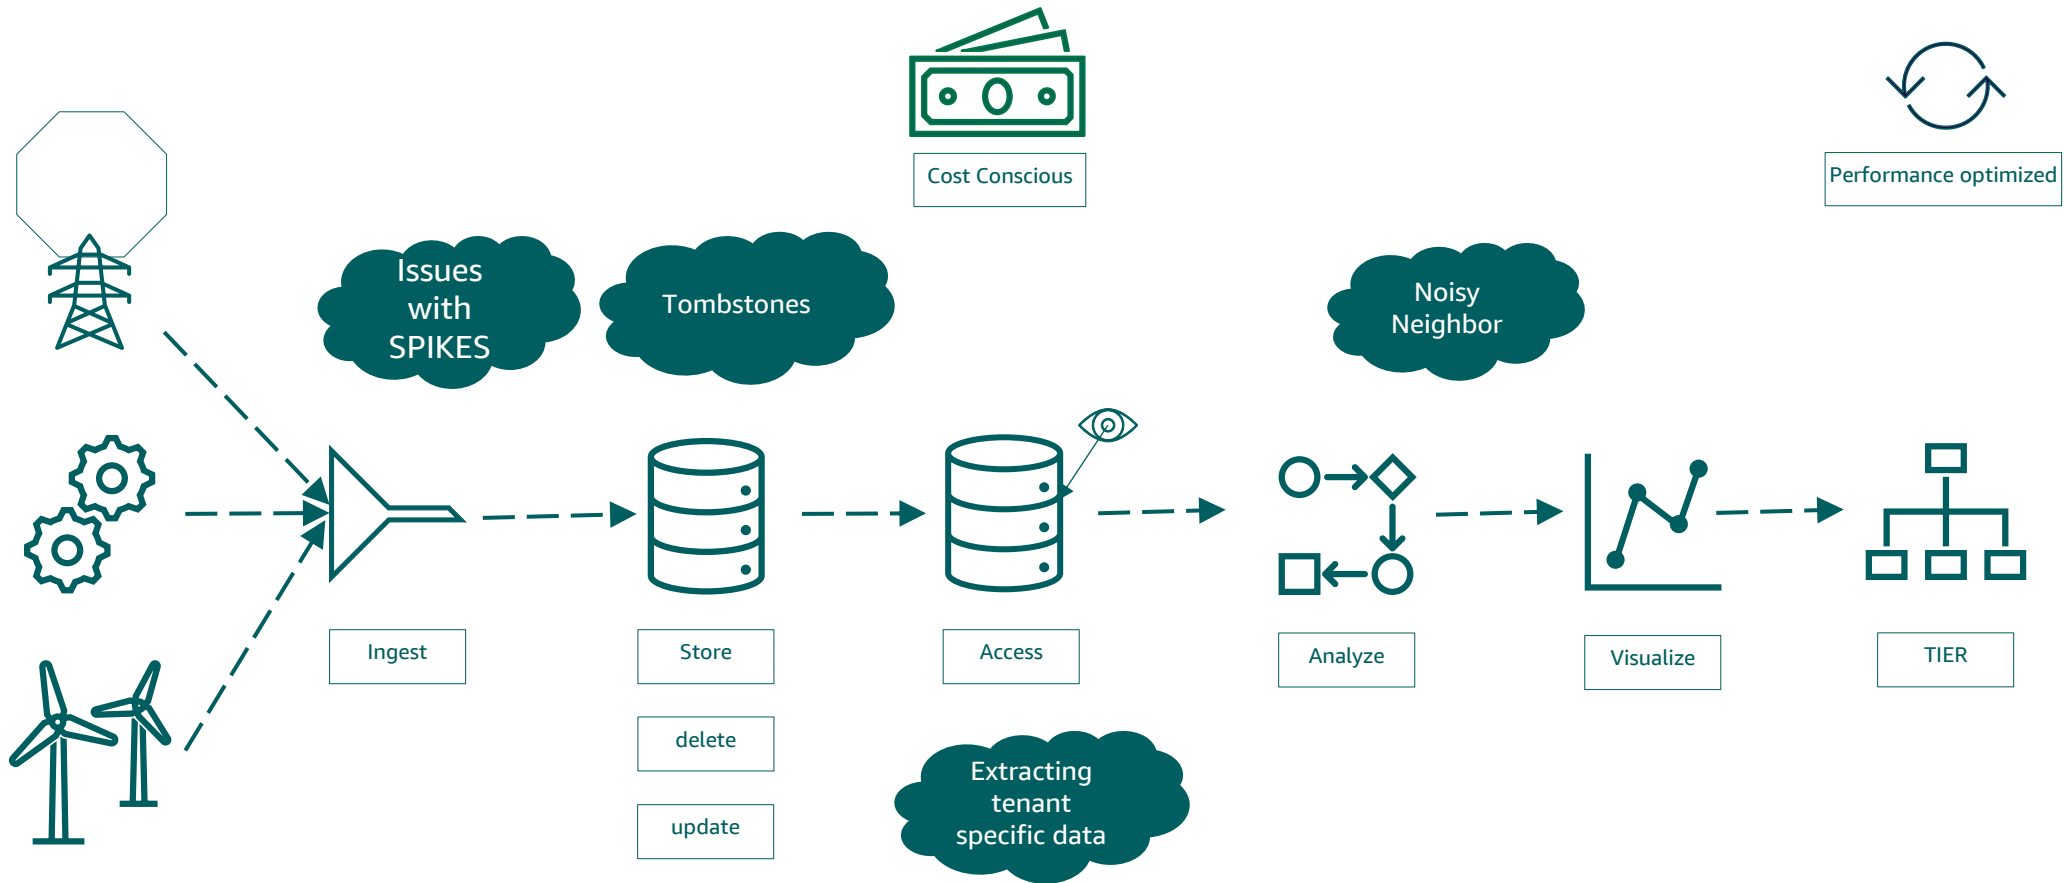 Cost Conscious
Performance optimized
Issues
with
SPIKES
Tombstones
Noisy
Neighbor
Ingest
Store
Access
Analyze
Visualize
TIER
delete
update
Extracting
tenant
specific data